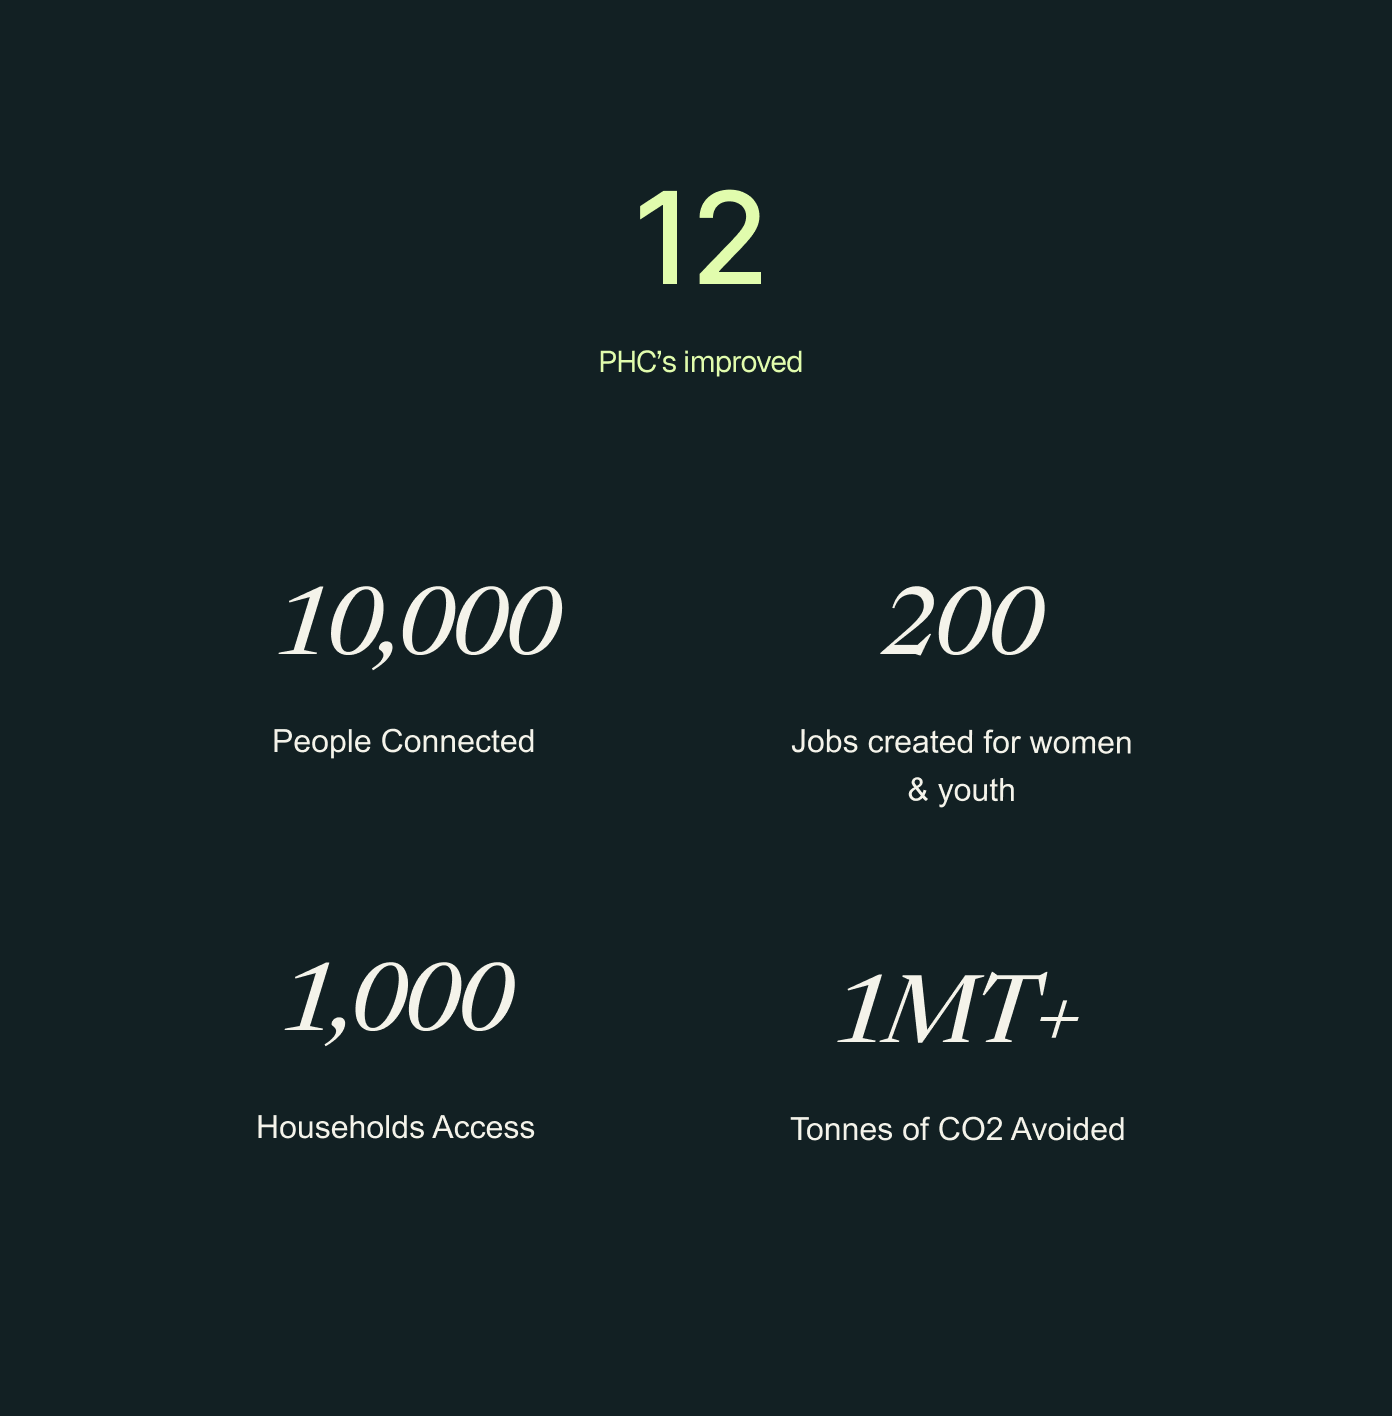 12
PHC’s improved
10,000
200
People Connected
Jobs created for women
& youth
1,000
1MT+
Households Access
Tonnes of CO2 Avoided